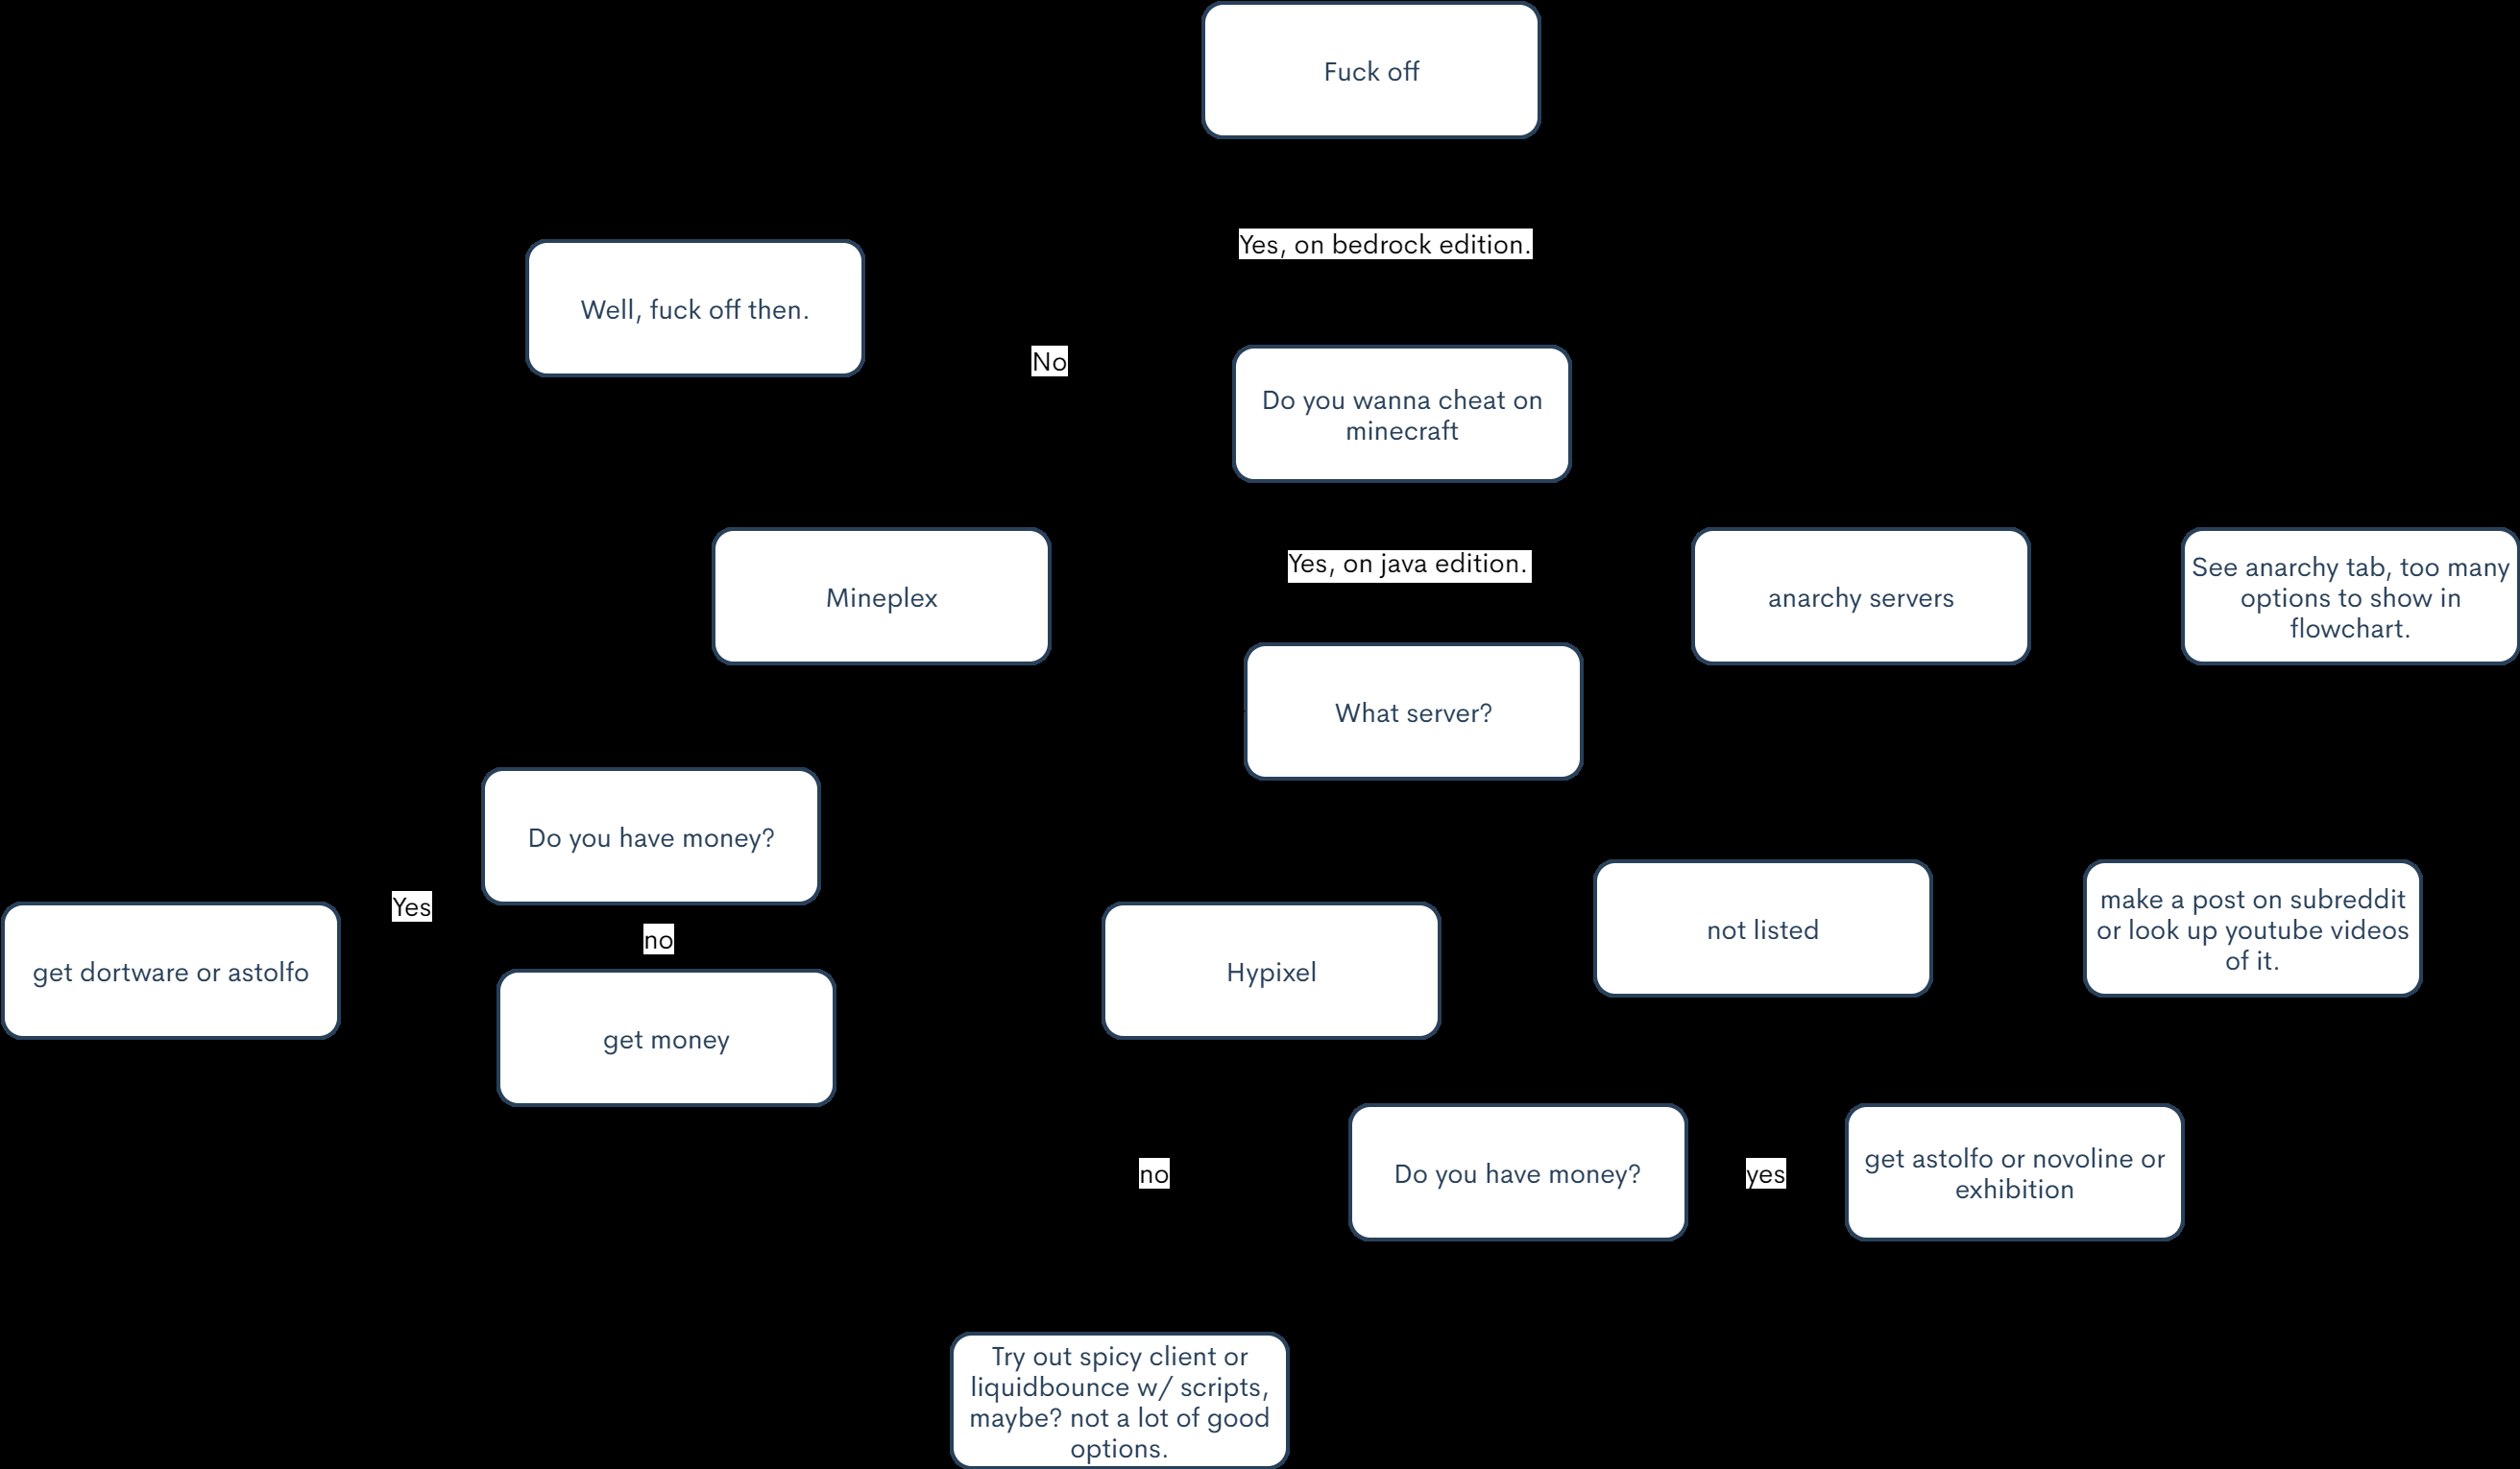 Fuck off
Yes, on bedrock edition.
Well, fuck off then.
No
Do you wanna cheat on
minecraft
Mineplex
Yes, on java edition.
anarchy servers
See anarchy tab, too many
options to show in
flowchart.
What server?
Do you have money?
Yes
no
get dortware or astolfo
get money
Hypixel
not listed
make a post on subreddit
or look up youtube videos
of it.
no
Do you have money?
yes
get astolfo or novoline or
exhibition
Try out spicy client or
liquidbounce w/ scripts,
maybe? not a lot of good
options.